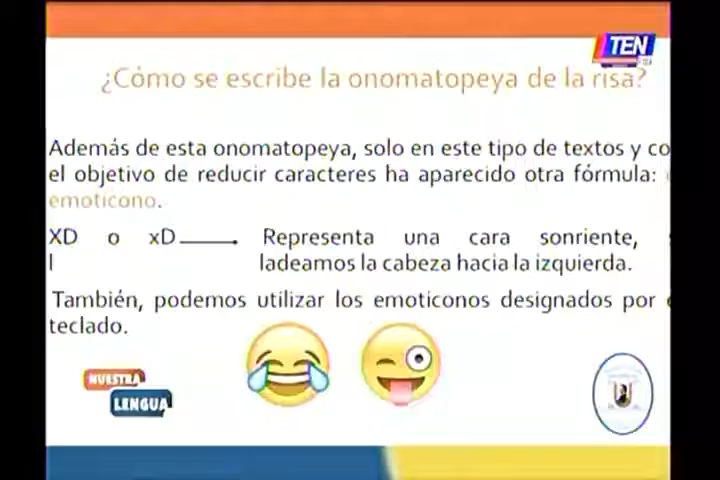 TEN
¿Cómo se escribe la onomatopeya de la risa?
Además de esta onomatopeya, solo en este tipo de textos y co
el objetivo de reducir caracteres ha aparecido otra fórmula:
emoticono.
XD o xD Representa una cara sonriente,
l ladeamos la cabeza hacia la izquierda.
También, podemos utilizar los emoticonos designados por
teclado.
NUESTRA
LENGUA